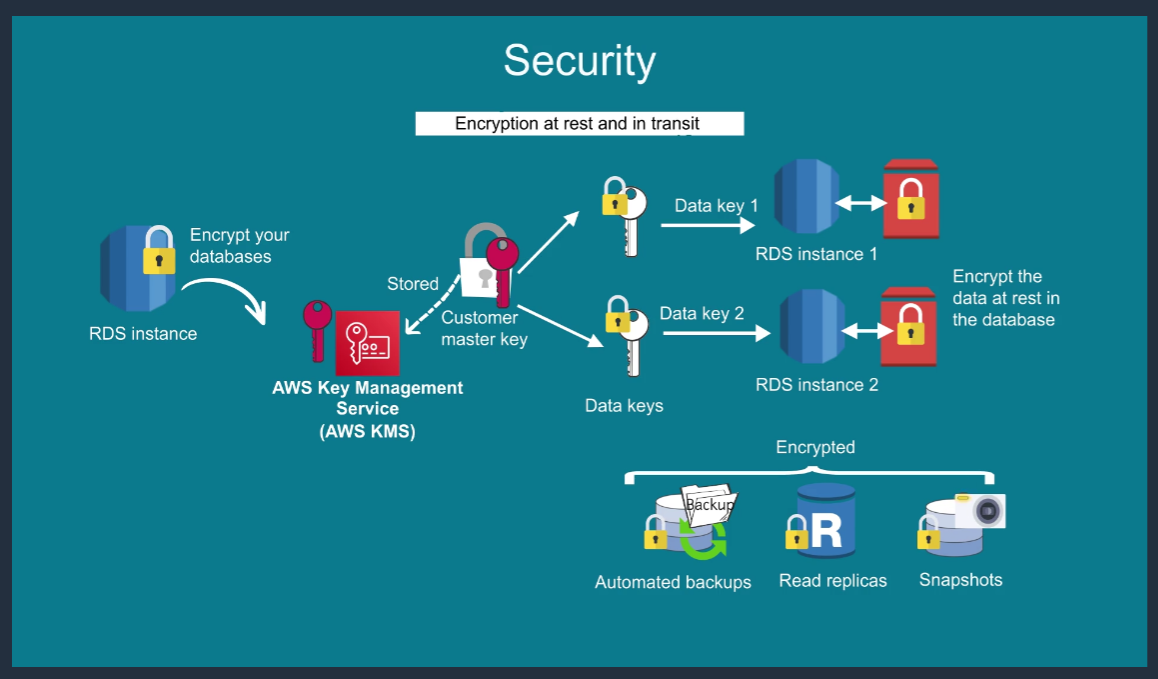 Security
Encryption at rest and in transit
Encrypt your
databases
RDS instance
Stored
Customer
master key
AWS Key Management
Service
(AWS KMS)
Data key 1
RDS instance 1
Data key 2
RDS instance 2
Data keys
Encrypt the
data at rest in
the database
Encrypted
Backup
R
Automated backups
Read replicas
Snapshots